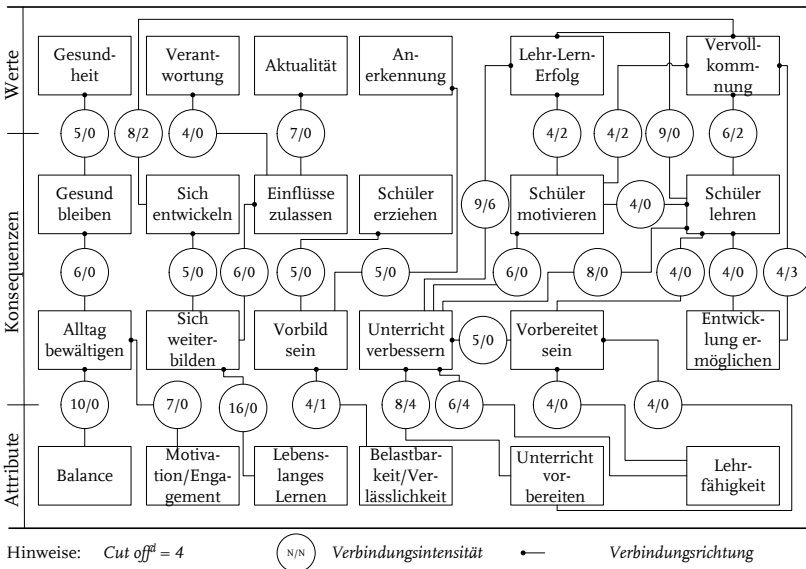 Werte
Gesund-
heit
Verant-
wortung
Aktualität
An-
erkennung
Lehr-Lern-
Erfolg
Vervoll-
kommm-
nung
5/0
8/2
4/0
7/0
4/2
4/2
9/0
6/2
Konsequenzen
Gesund
bleiben
Sich
entwickeln
Einflüsse
zulassen
Schüler
erziehen
9/6
Schüler
motivieren
4/0
Schüler
lehren
6/0
5/0
6/0
5/0
5/0
6/0
8/0
4/0
4/0
4/3
Alltag
bewältigen
Sich
weiter-
bilden
Vorbild
sein
Unterricht
verbessern
5/0
Vorbereitet
sein
Entwick-
lung er-
möglichen
10/0
7/0
16/0
4/1
8/4
6/4
4/0
4/0
Attribute
Balance
Motiva-
tion/Enga-
gement
Lebens-
langes
Lernen
Belastbar-
keit/Ver-
lässlichkeit
Unterricht
vor-
bereiten
Lehr-
fähigkeit
Hinweise: Cut off = 4 N/N Verbindungsintensität Verbindungsrichtung